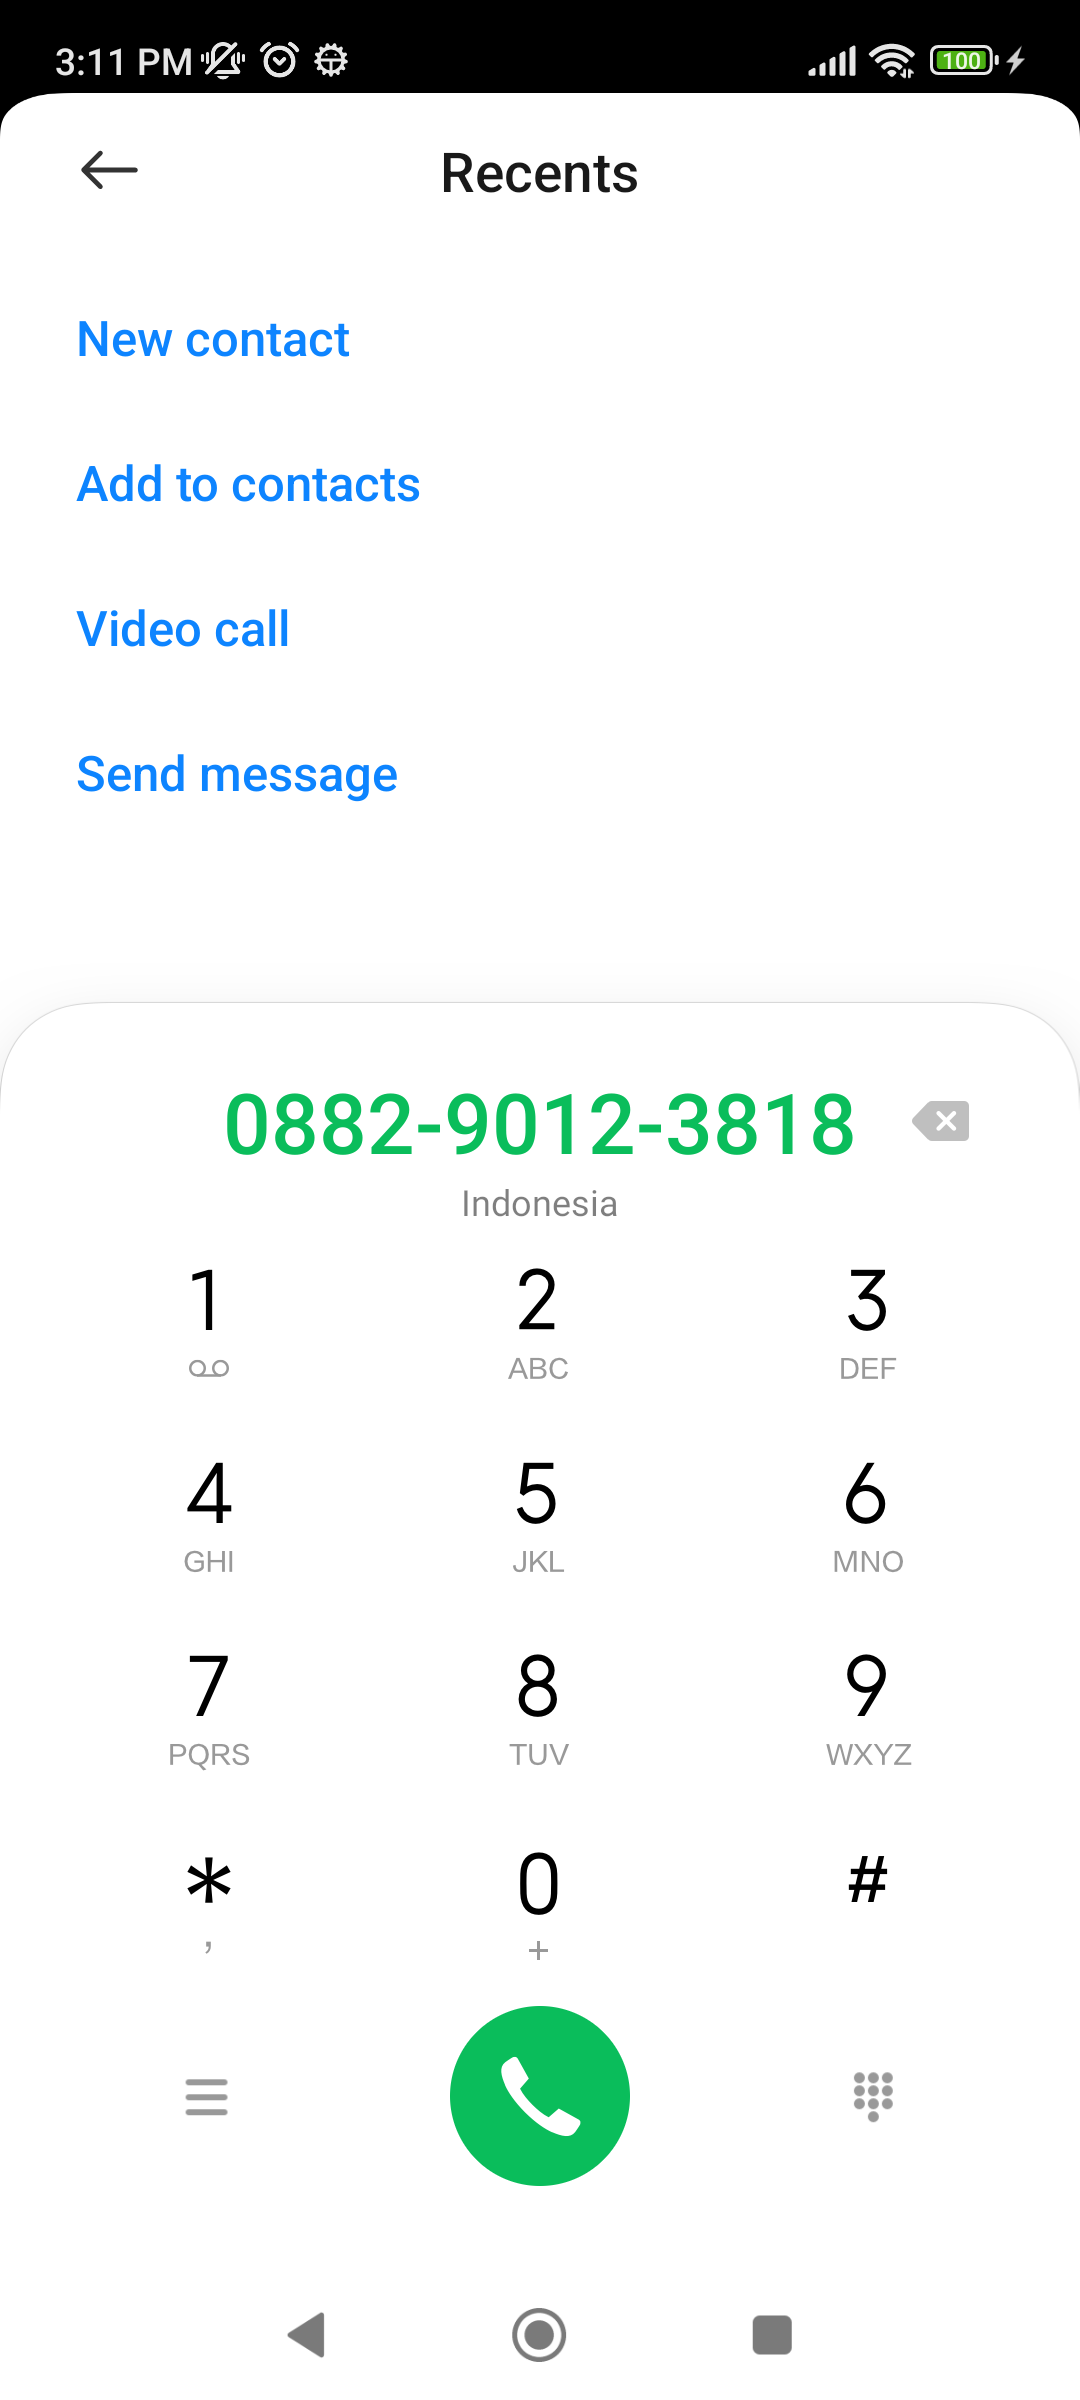 3:11 PM 100
Recents
New contact
Add to contacts
Video call
Send message
0882-9012-3818
Indonesia
1 2 3
ABC DEF
4 5 6
GHI JKL MNO
7 8 9
PQRS TUV WXYZ
* 0 #
, +